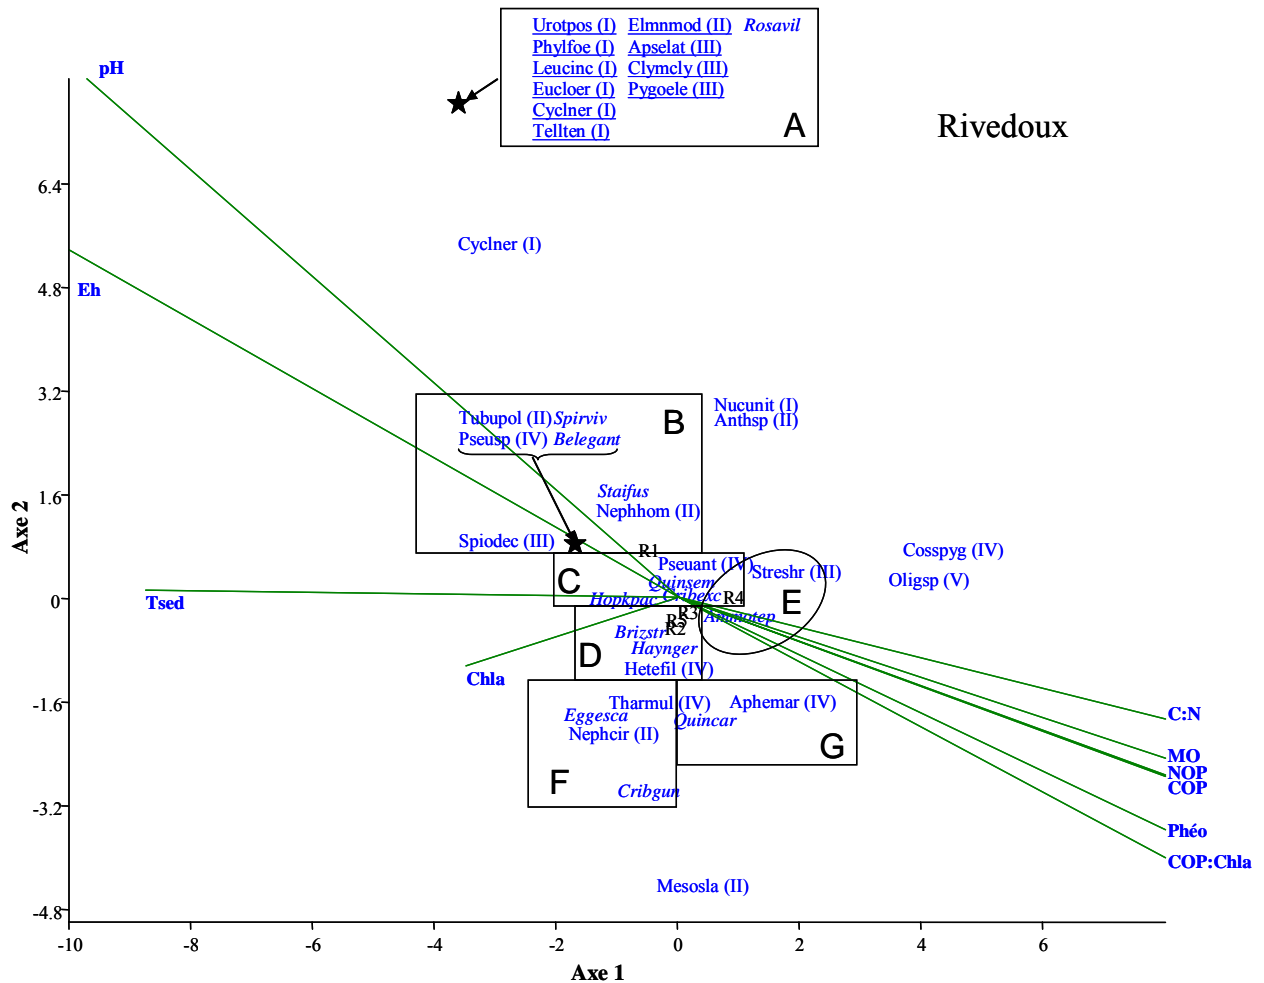 Urotpos (I) Elmnmod (II) Rosavil
Phylfoe (I) Apselat (III)
Leucinc (I) Clymcly (III)
Eucloer (I) Pygoele (III)
Cyclner (I)
Tellten (I)
A
Rivedoux
pH
6.4
Cyclner (I)
4.8
Eh
3.2
B
Tubupol (II) Spirviv
Pseusp (IV) Belegant
Nucunit (I)
Anthsp (II)
1.6
Staifus
Nephhom (II)
Spiodec (III)
R1
Axe 2
Cosspyg (IV)
Pseuant (IV)
Streshr (III)
Oligsp (V)
C
Quinsem
Hopkpac Cribexc
R4
E
0
Tsed
R3
Ammotep
R5
R2
Brizstr
Haynger
D
Hetefil (IV)
Chla
-1.6
Tharmul (IV)
Aphemar (IV)
Eggesca
Quincar
Nephcir (II)
G
C:N
MO
NOP
COP
F
Cribgun
-3.2
Phéo
COP:Chla
Mesosla (II)
-4.8
-10 -8 -6 -4 -2 0 2 4 6
Axe 1